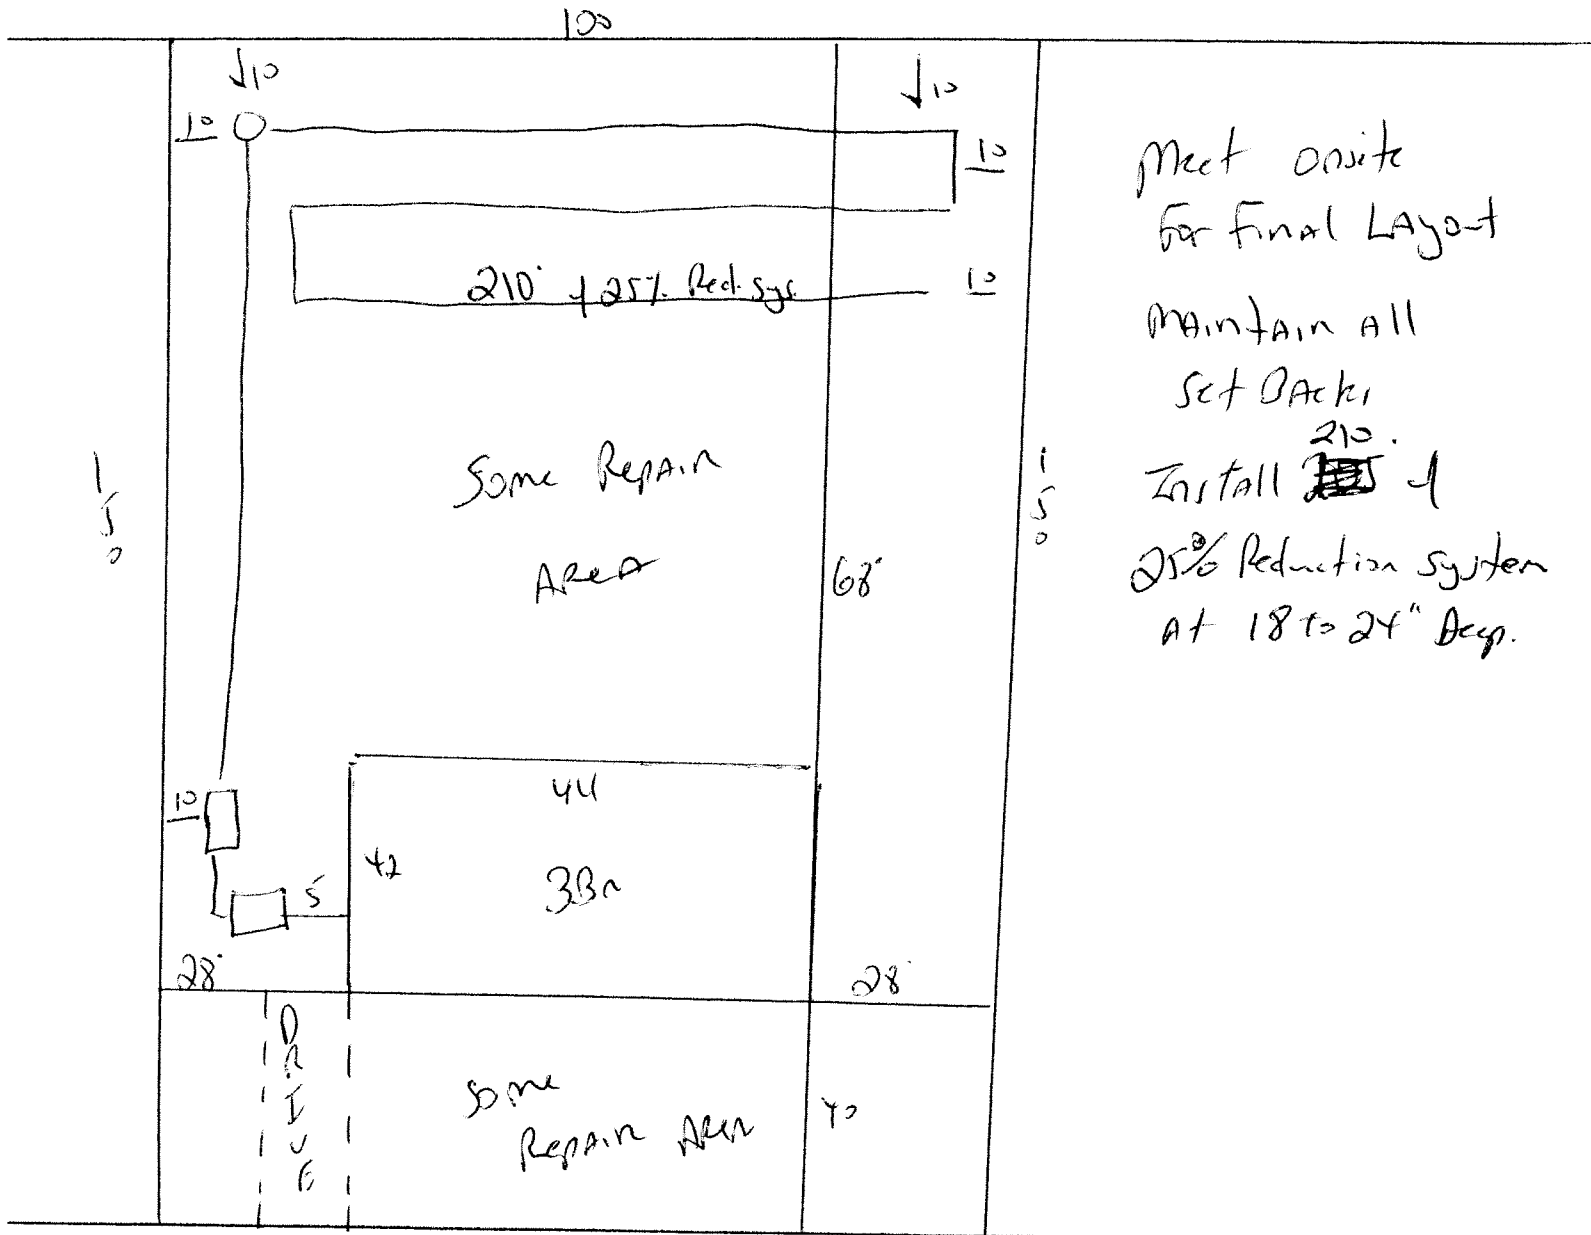 100
10
10
10
10
210' of 25% Red. Sys.
10
Meet onsite
For Final LAyout
MAintAin All
Set BAcks
210'
InstAll of
25% Reduction System
At 18 to 24" Deep.
Some RepAir
AReA
150
150
68'
44
10
42
3Br
5
28'
28'
DRIVE
Some
RepAir AreA
40